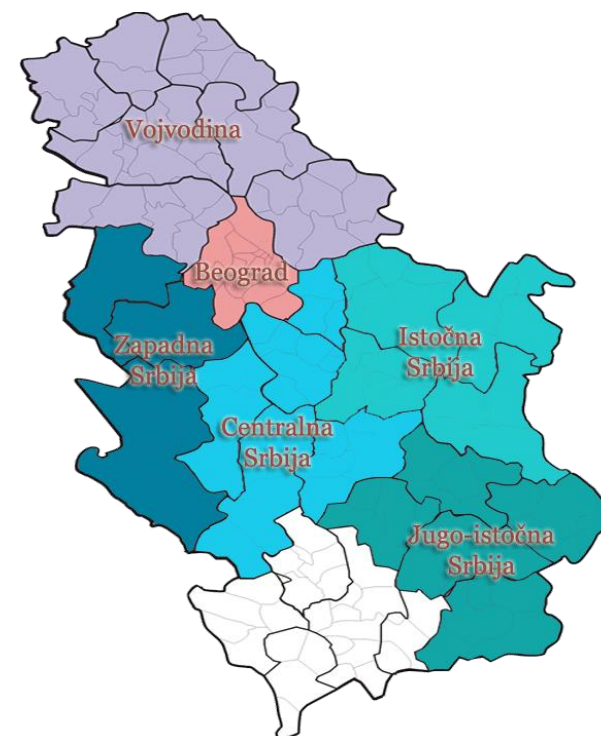 Vojvodina
Beograd
Zapadna
Srbija
Istočna
Srbija
Centralna
Srbija
Jugo-istočna
Srbija